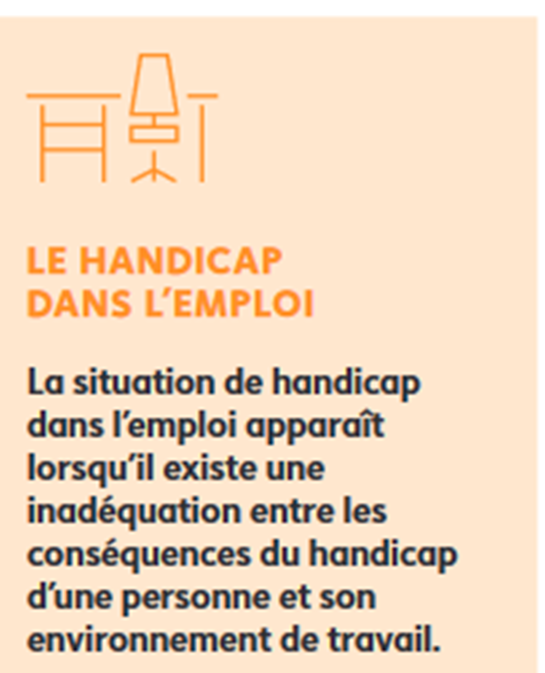 LE HANDICAP
DANS L’EMPLOI
La situation de handicap
dans l’emploi apparaît
lorsqu’il existe une
inadéquation entre les
conséquences du handicap
d’une personne et son
environnement de travail.